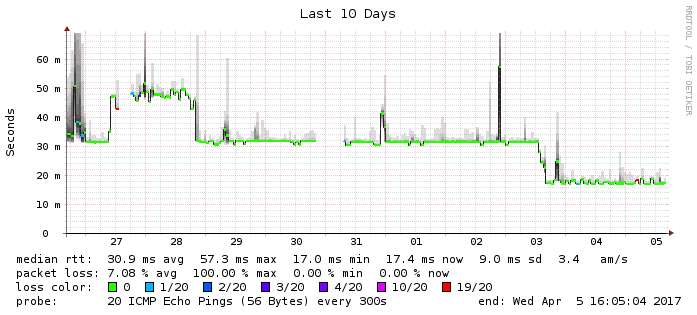 Last 10 Days
RRDTOOL / TOBI OETIKER
Seconds
60 m
50 m
40 m
30 m
20 m
10 m
0
27 28 29 30 31 01 02 03 04 05
median rtt: 30.9 ms avg 57.3 ms max 17.0 ms min 17.4 ms now 9.0 ms sd 3.4 am/s
packet loss: 7.08 % avg 100.00 % max 0.00 % min 0.00 % now
loss color: 0 1/20 2/20 3/20 4/20 10/20 19/20
probe: 20 ICMP Echo Pings (56 Bytes) every 300s end: Wed Apr 5 16:05:04 2017